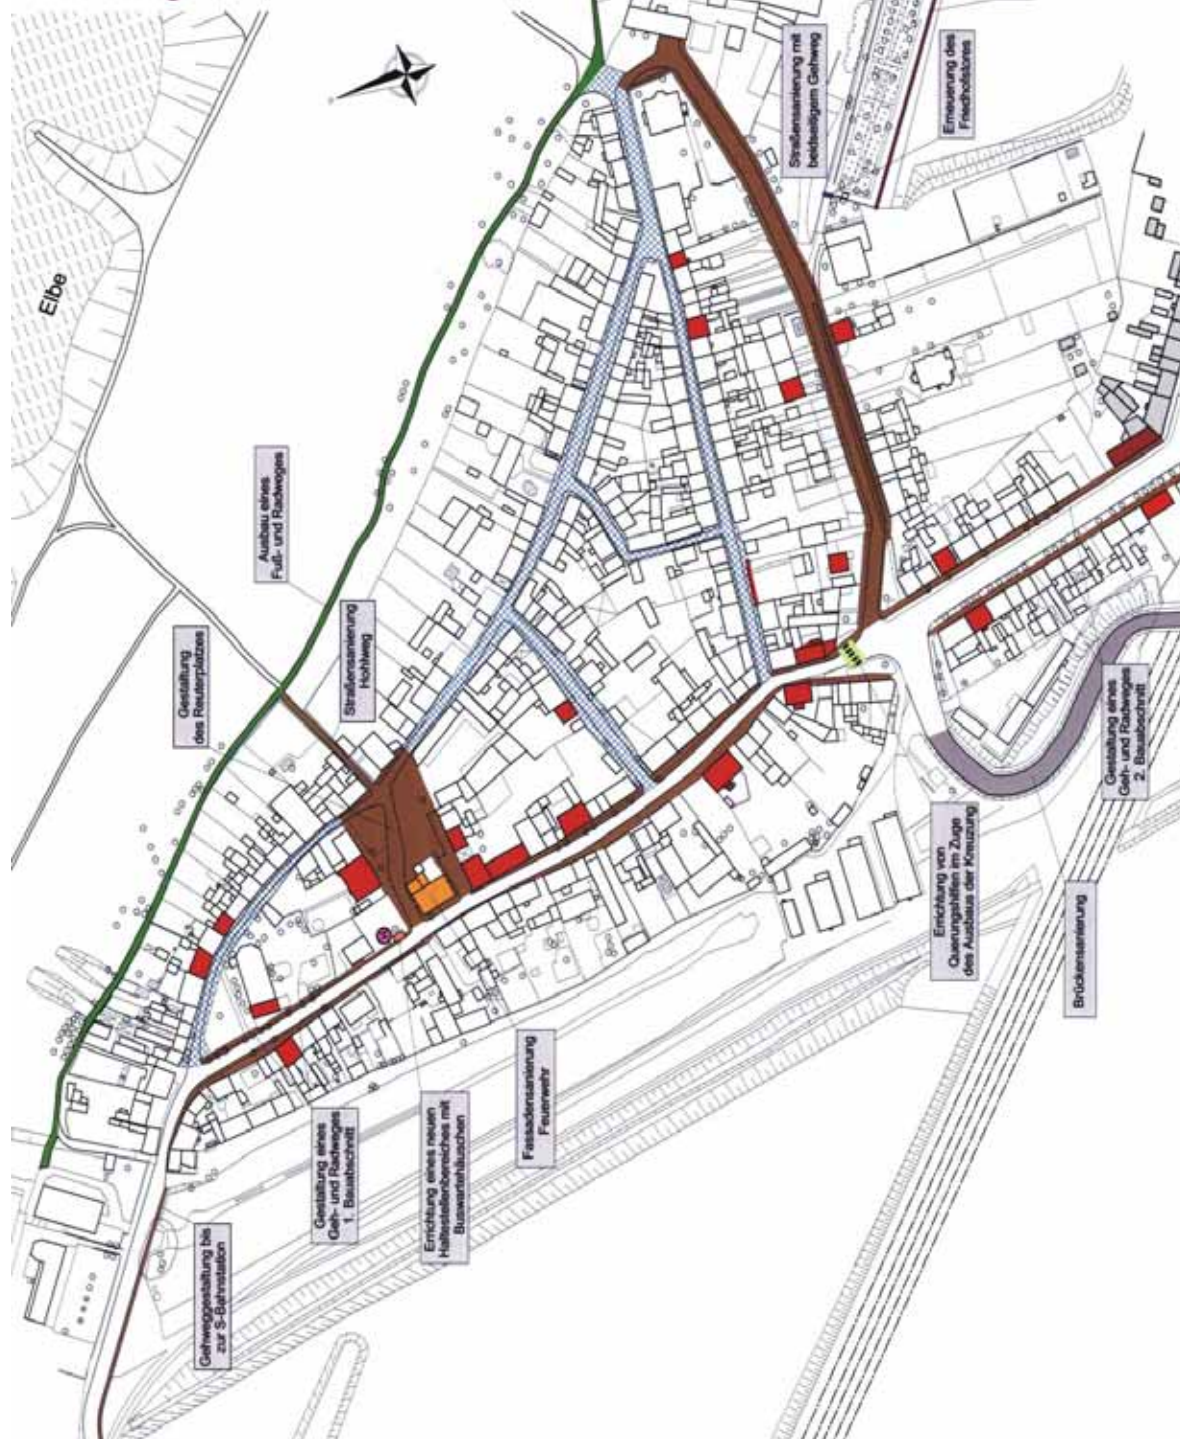 Elbe
Straßensanierung mit
beidseitigem Gehweg
Erneuerung des
Friedhofstores
Ausbau eines
Fuß- und Radweges
Straßensanierung
Hohlweg
Gestaltung
des Reuterplatzes
Gestaltung eines
Geh- und Radweges
2. Bauabschnitt
Errichtung von
Querungshilfen im Zuge
des Ausbaus der Kreuzung
Brückensanierung
Fassadensanierung
Feuerwehr
Errichtung eines neuen
Haltestellenbereiches mit
Buswartehäuschen
Gestaltung eines
Geh- und Radweges
1. Bauabschnitt
Gehweggestaltung bis
zur S-Bahnstation